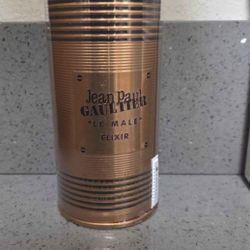 Jean Paul
GAULTIER
"LE MALE"
ELIXIR